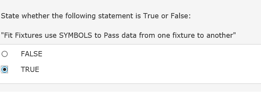 State whether the following statement is True or False:
"Fit Fixtures use SYMBOLS to Pass data from one fixture to another"
FALSE
TRUE